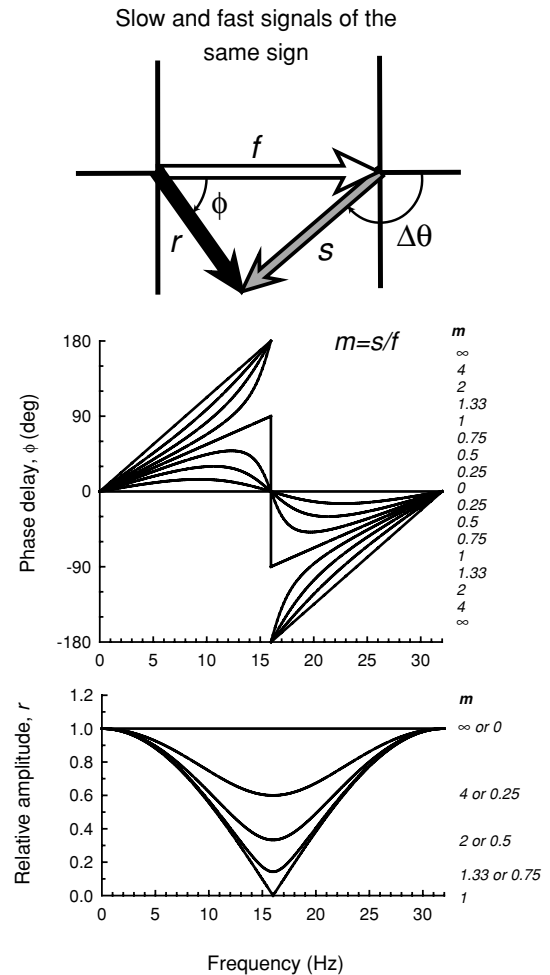 Slow and fast signals of the
same sign
f
ϕ
r
s
Δθ
m=s/f
m
180
90
0
-90
-180
Phase delay, ϕ (deg)
0 5 10 15 20 25 30
∞
4
2
1.33
1
0.75
0.5
0.25
0
0.25
0.5
0.75
1
1.33
2
4
∞
1.2
1.0
0.8
0.6
0.4
0.2
0.0
Relative amplitude, r
0 5 10 15 20 25 30
m
∞ or 0
4 or 0.25
2 or 0.5
1.33 or 0.75
1
Frequency (Hz)